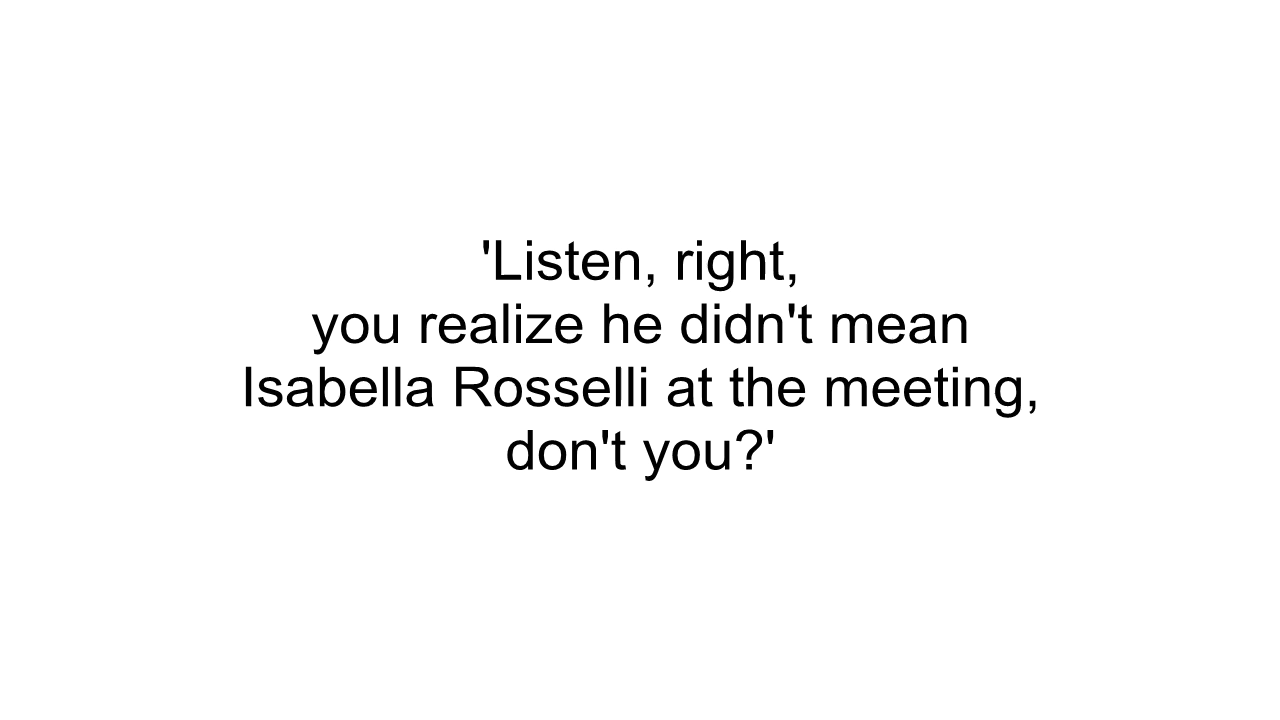 'Listen, right,
you realize he didn't mean
Isabella Rosselli at the meeting,
don't you?'